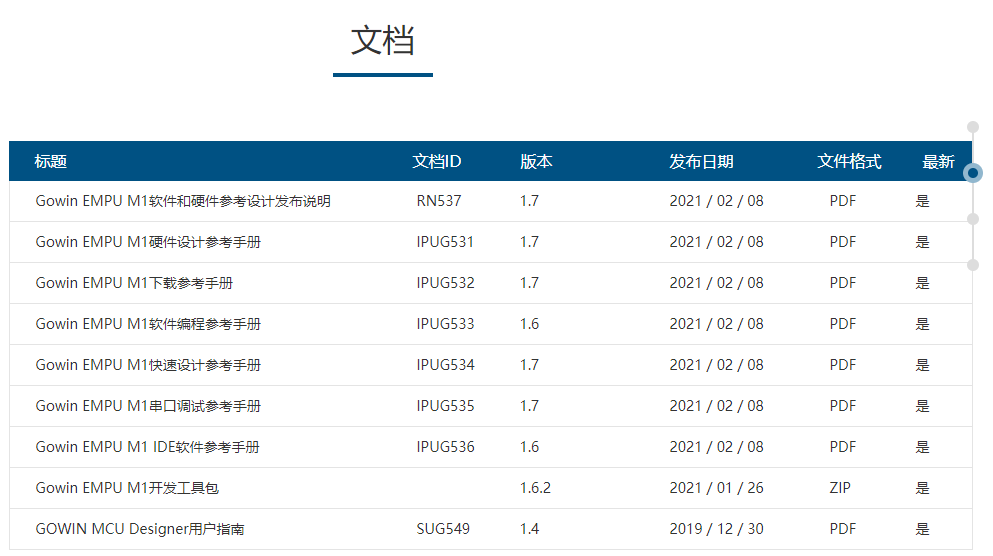 文档
标题 文档ID 版本 发布日期 文件格式 最新
Gowin EMPU M1软件和硬件参考设计发布说明 RN537 1.7 2021 / 02 / 08 PDF 是
Gowin EMPU M1硬件设计参考手册 IPUG531 1.7 2021 / 02 / 08 PDF 是
Gowin EMPU M1下载参考手册 IPUG532 1.7 2021 / 02 / 08 PDF 是
Gowin EMPU M1软件编程参考手册 IPUG533 1.6 2021 / 02 / 08 PDF 是
Gowin EMPU M1快速设计参考手册 IPUG534 1.7 2021 / 02 / 08 PDF 是
Gowin EMPU M1串口调试参考手册 IPUG535 1.7 2021 / 02 / 08 PDF 是
Gowin EMPU M1 IDE软件参考手册 IPUG536 1.6 2021 / 02 / 08 PDF 是
Gowin EMPU M1开发工具包 1.6.2 2021 / 01 / 26 ZIP 是
GOWIN MCU Designer用户指南 SUG549 1.4 2019 / 12 / 30 PDF 是